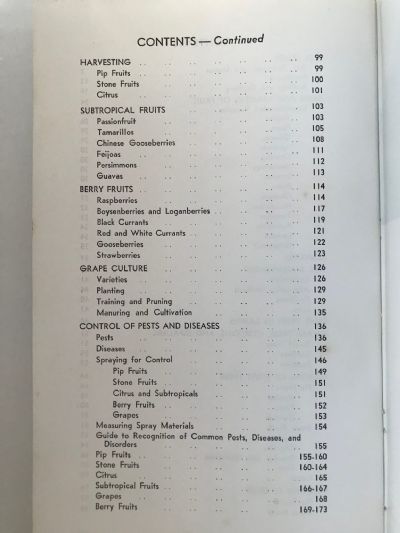 CONTENTS — Continued
HARVESTING .. .. .. .. .. .. .. 99
Pip Fruits .. .. .. .. .. .. .. 99
Stone Fruits .. .. .. .. .. .. 100
Citrus .. .. .. .. .. .. .. 101
SUBTROPICAL FRUITS .. .. .. .. .. 103
Passionfruit .. .. .. .. .. .. 103
Tamarillos .. .. .. .. .. .. 105
Chinese Gooseberries .. .. .. .. .. 108
Feijoas .. .. .. .. .. .. .. 111
Persimmons .. .. .. .. .. .. 112
Guavas .. .. .. .. .. .. .. 113
BERRY FRUITS .. .. .. .. .. .. .. 114
Raspberries .. .. .. .. .. .. 114
Boysenberries and Loganberries .. .. .. .. 117
Black Currants .. .. .. .. .. .. 119
Red and White Currants .. .. .. .. .. 121
Gooseberries .. .. .. .. .. .. 122
Strawberries .. .. .. .. .. .. 123
GRAPE CULTURE .. .. .. .. .. .. 126
Varieties .. .. .. .. .. .. .. 126
Planting .. .. .. .. .. .. .. 129
Training and Pruning .. .. .. .. .. 129
Manuring and Cultivation .. .. .. .. .. 135
CONTROL OF PESTS AND DISEASES .. .. .. .. 136
Pests .. .. .. .. .. .. .. 136
Diseases .. .. .. .. .. .. .. 145
Spraying for Control .. .. .. .. .. 146
Pip Fruits .. .. .. .. .. .. 149
Stone Fruits .. .. .. .. .. .. 151
Citrus and Subtropicals .. .. .. .. 151
Berry Fruits .. .. .. .. .. .. 152
Grapes .. .. .. .. .. .. 153
Measuring Spray Materials .. .. .. .. .. 154
Guide to Recognition of Common Pests, Diseases, and
Disorders .. .. .. .. .. .. 155
Pip Fruits .. .. .. .. .. .. 155-160
Stone Fruits .. .. .. .. .. .. 160-164
Citrus .. .. .. .. .. .. .. 165
Subtropical Fruits .. .. .. .. .. 166-167
Grapes .. .. .. .. .. .. .. 168
Berry Fruits .. .. .. .. .. .. 169-173